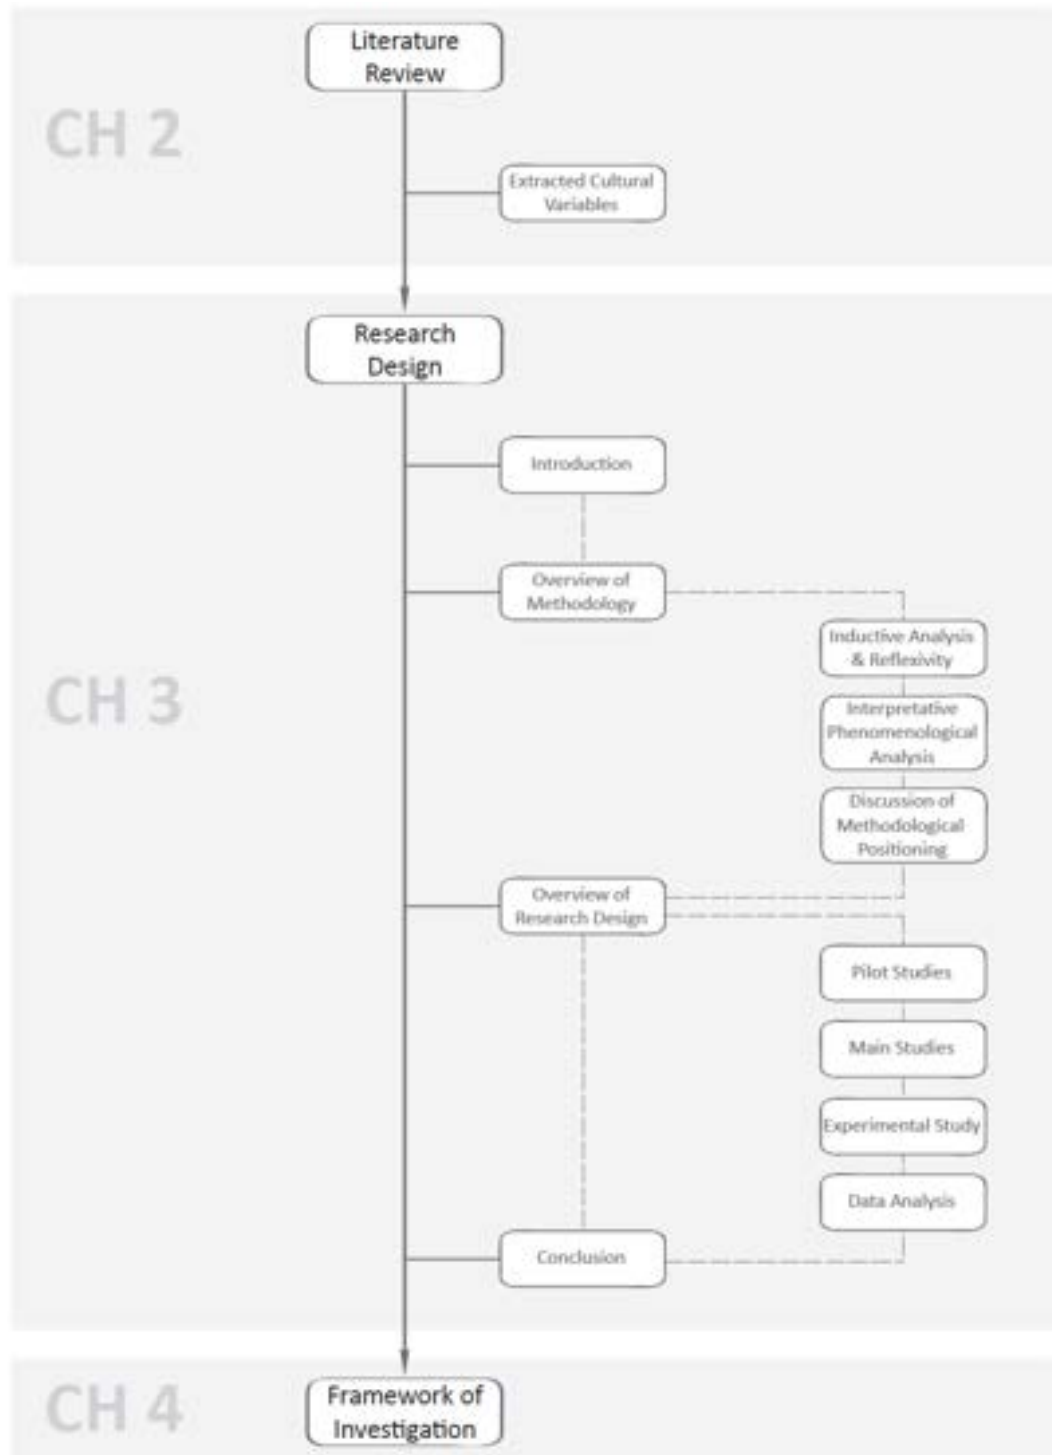 Literature
Review
CH 2
Extracted Cultural
Variables
Research
Design
Introduction
Overview of
Methodology
Inductive Analysis
& Reflexivity
CH 3
Interpretative
Phenomenological
Analysis
Discussion of
Methodological
Positioning
Overview of
Research Design
Pilot Studies
Main Studies
Experimental Study
Data Analysis
Conclusion
CH 4
Framework of
Investigation